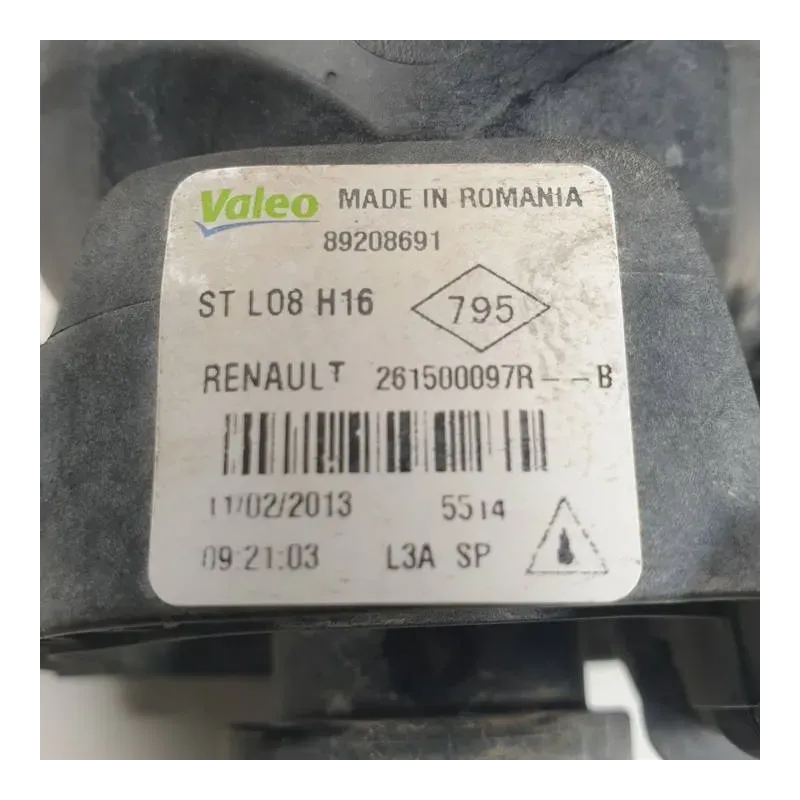 Valeo MADE IN ROMANIA
89208691
ST L08 H16 795
RENAULT 261500097R--B
11/02/2013 5514
09:21:03 L3A SP